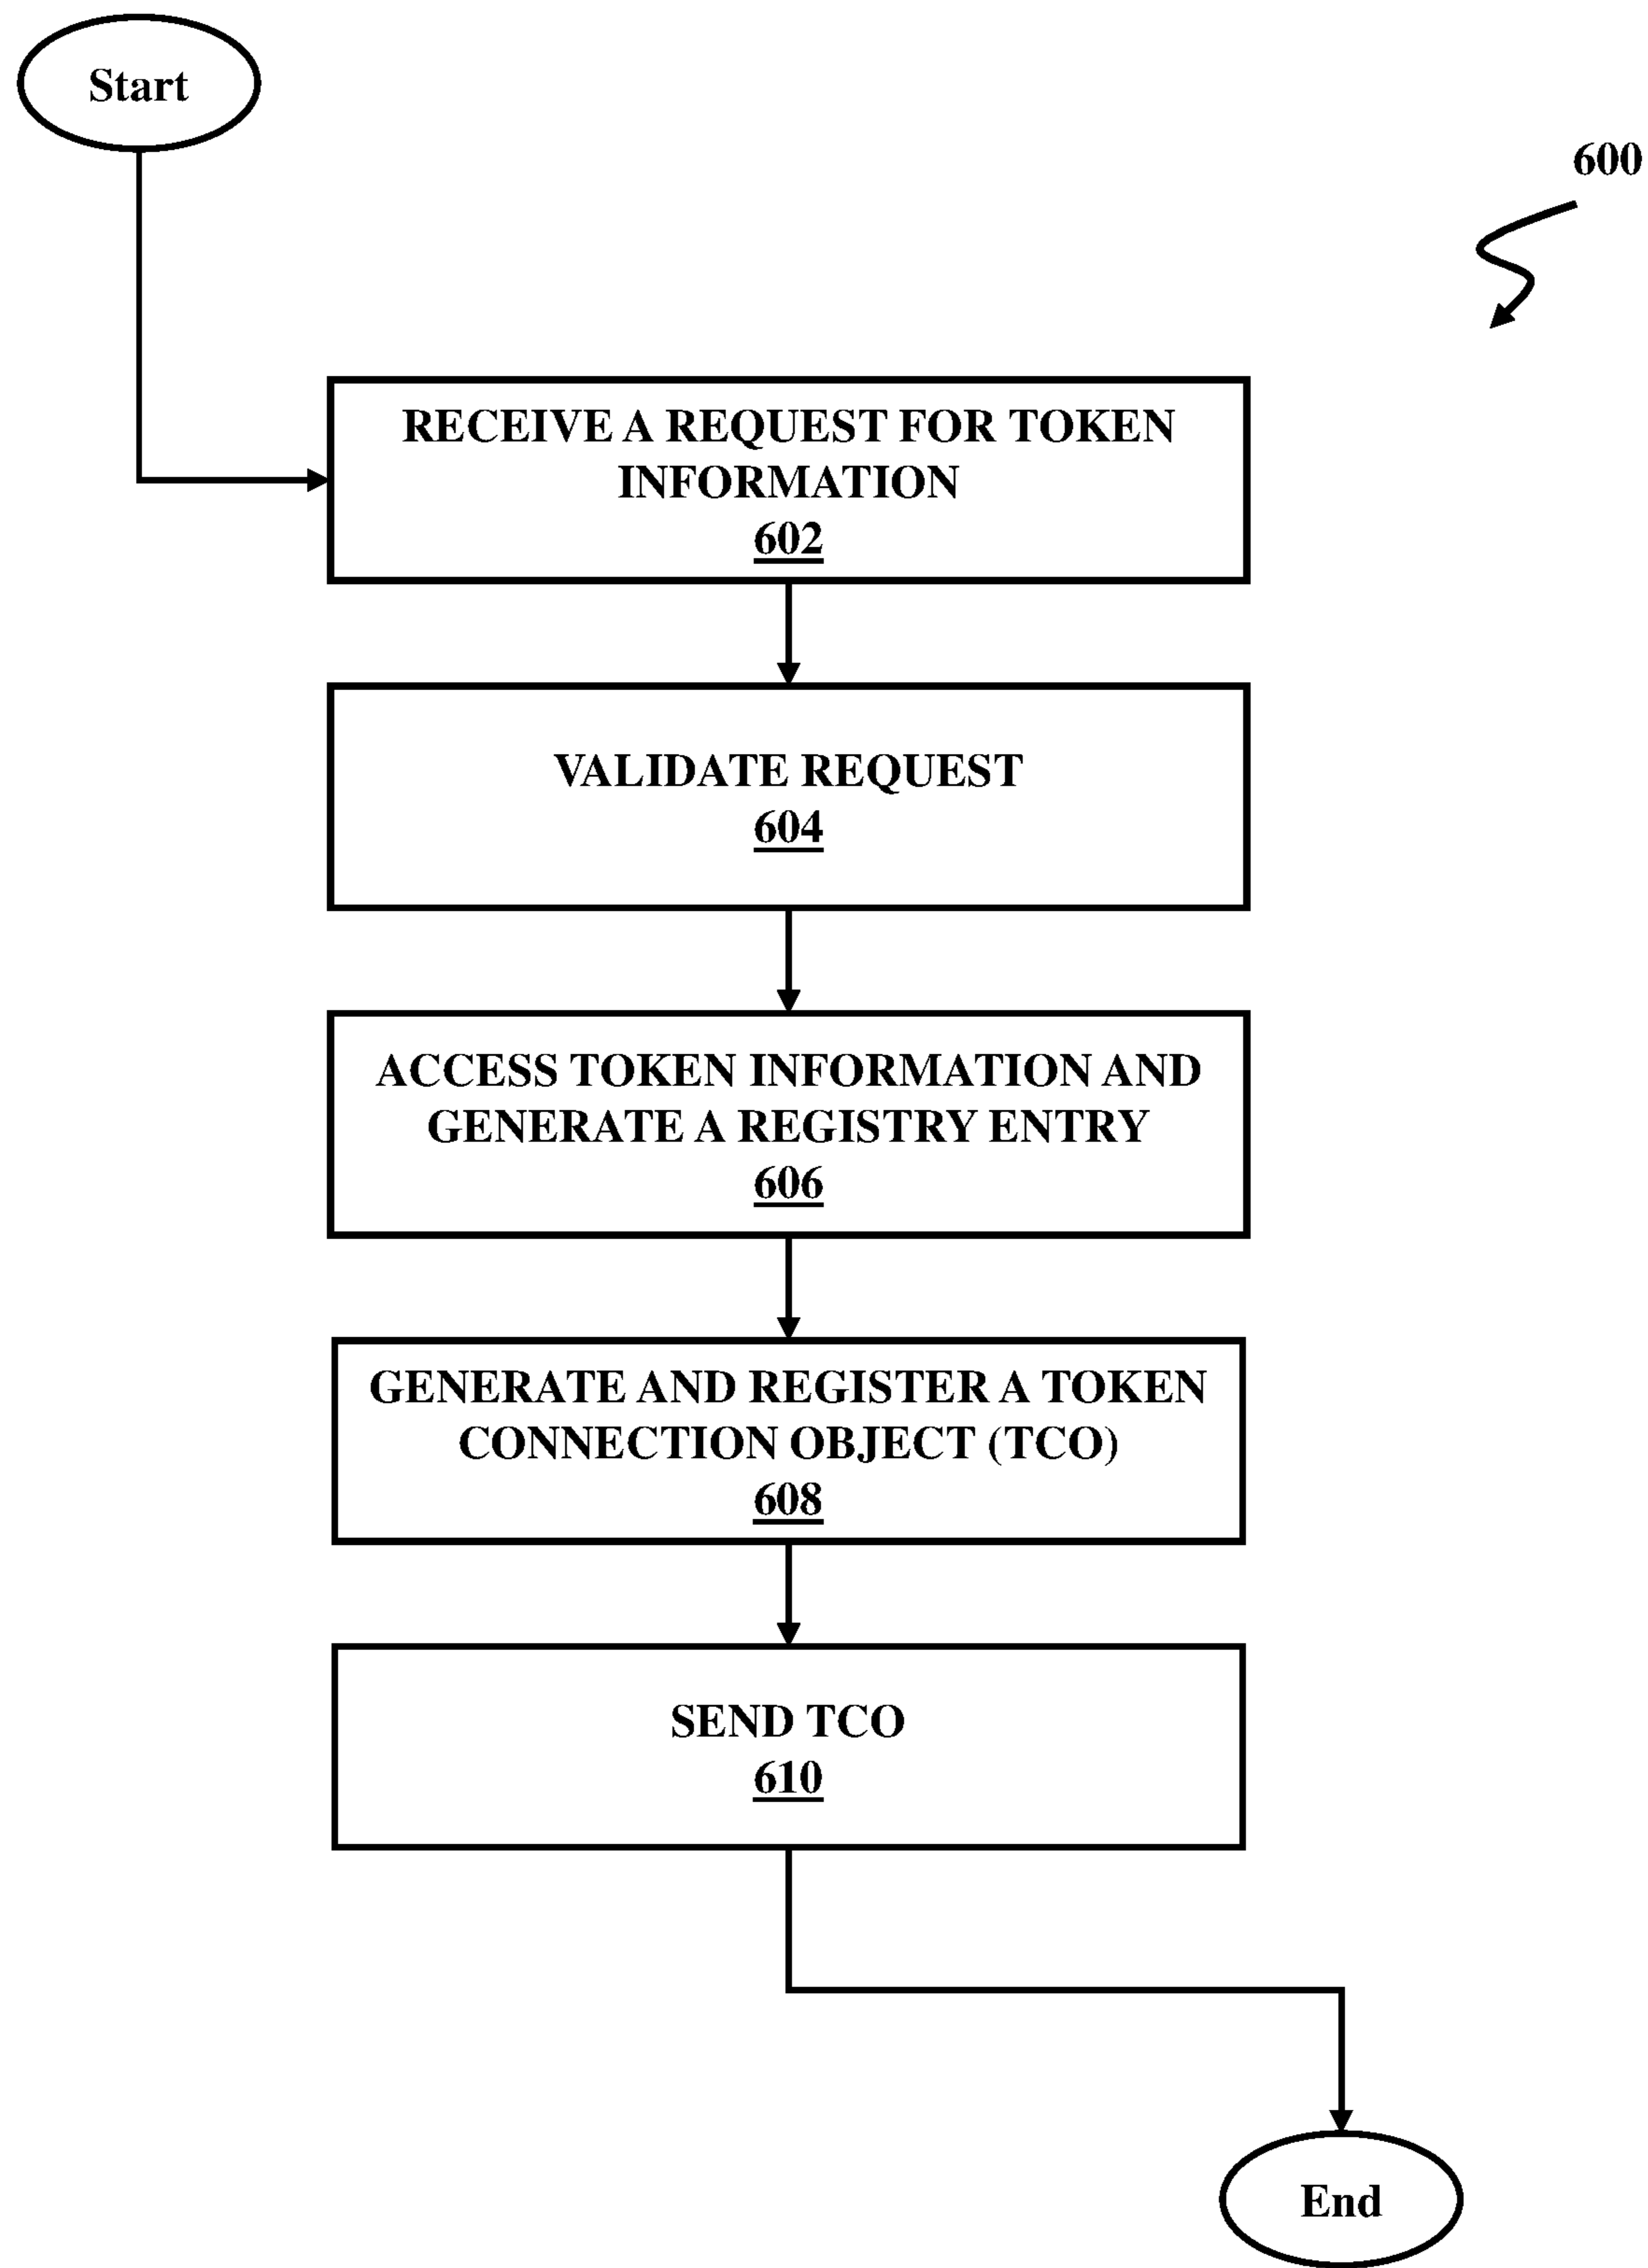 Start
600
RECEIVE A REQUEST FOR TOKEN
INFORMATION
602
VALIDATE REQUEST
604
ACCESS TOKEN INFORMATION AND
GENERATE A REGISTRY ENTRY
606
GENERATE AND REGISTER A TOKEN
CONNECTION OBJECT (TCO)
608
SEND TCO
610
End